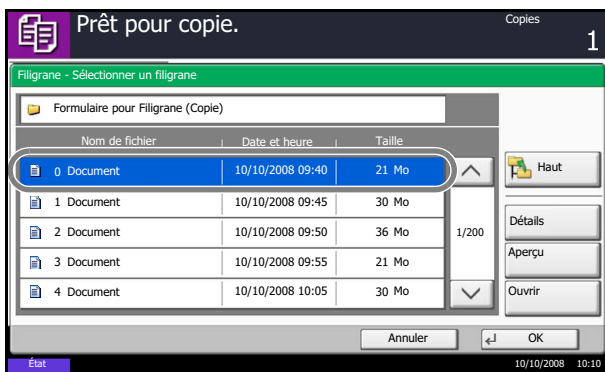 Prêt pour copie.
Copies
1
Filigrane - Sélectionner un filigrane
Formulaire pour Filigrane (Copie)
Nom de fichier Date et heure Taille
0 Document 10/10/2008 09:40 21 Mo
Haut
1 Document 10/10/2008 09:45 30 Mo
2 Document 10/10/2008 09:50 36 Mo 1/200
Détails
3 Document 10/10/2008 09:55 21 Mo
Aperçu
4 Document 10/10/2008 10:05 30 Mo
Ouvrir
Annuler OK
État 10/10/2008 10:10